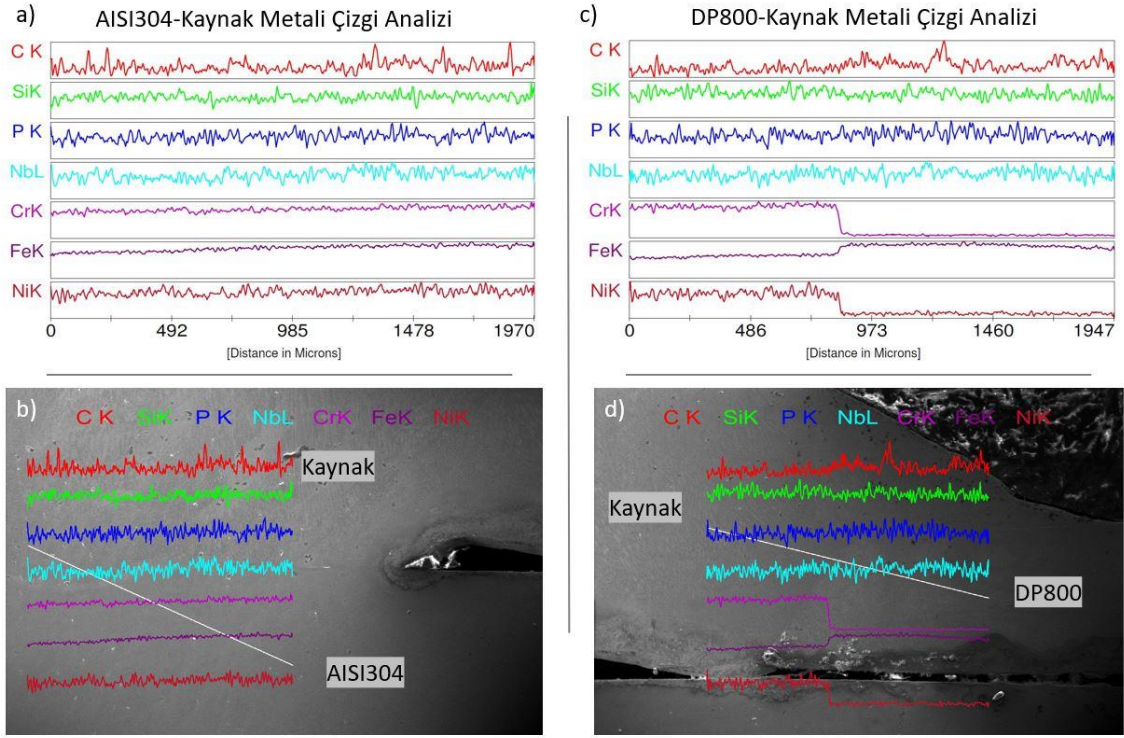 a)
AISI304-Kaynak Metali Çizgi Analizi
C K
SiK
P K
NbL
CrK
FeK
NiK
0 492 985 1478 1970
[Distance in Microns]
c)
DP800-Kaynak Metali Çizgi Analizi
C K
SiK
P K
NbL
CrK
FeK
NiK
0 486 973 1460 1947
[Distance in Microns]
b)
C K SiK P K NbL CrK FeK NiK
Kaynak
AISI304
d)
C K SiK P K NbL CrK FeK NiK
Kaynak
DP800